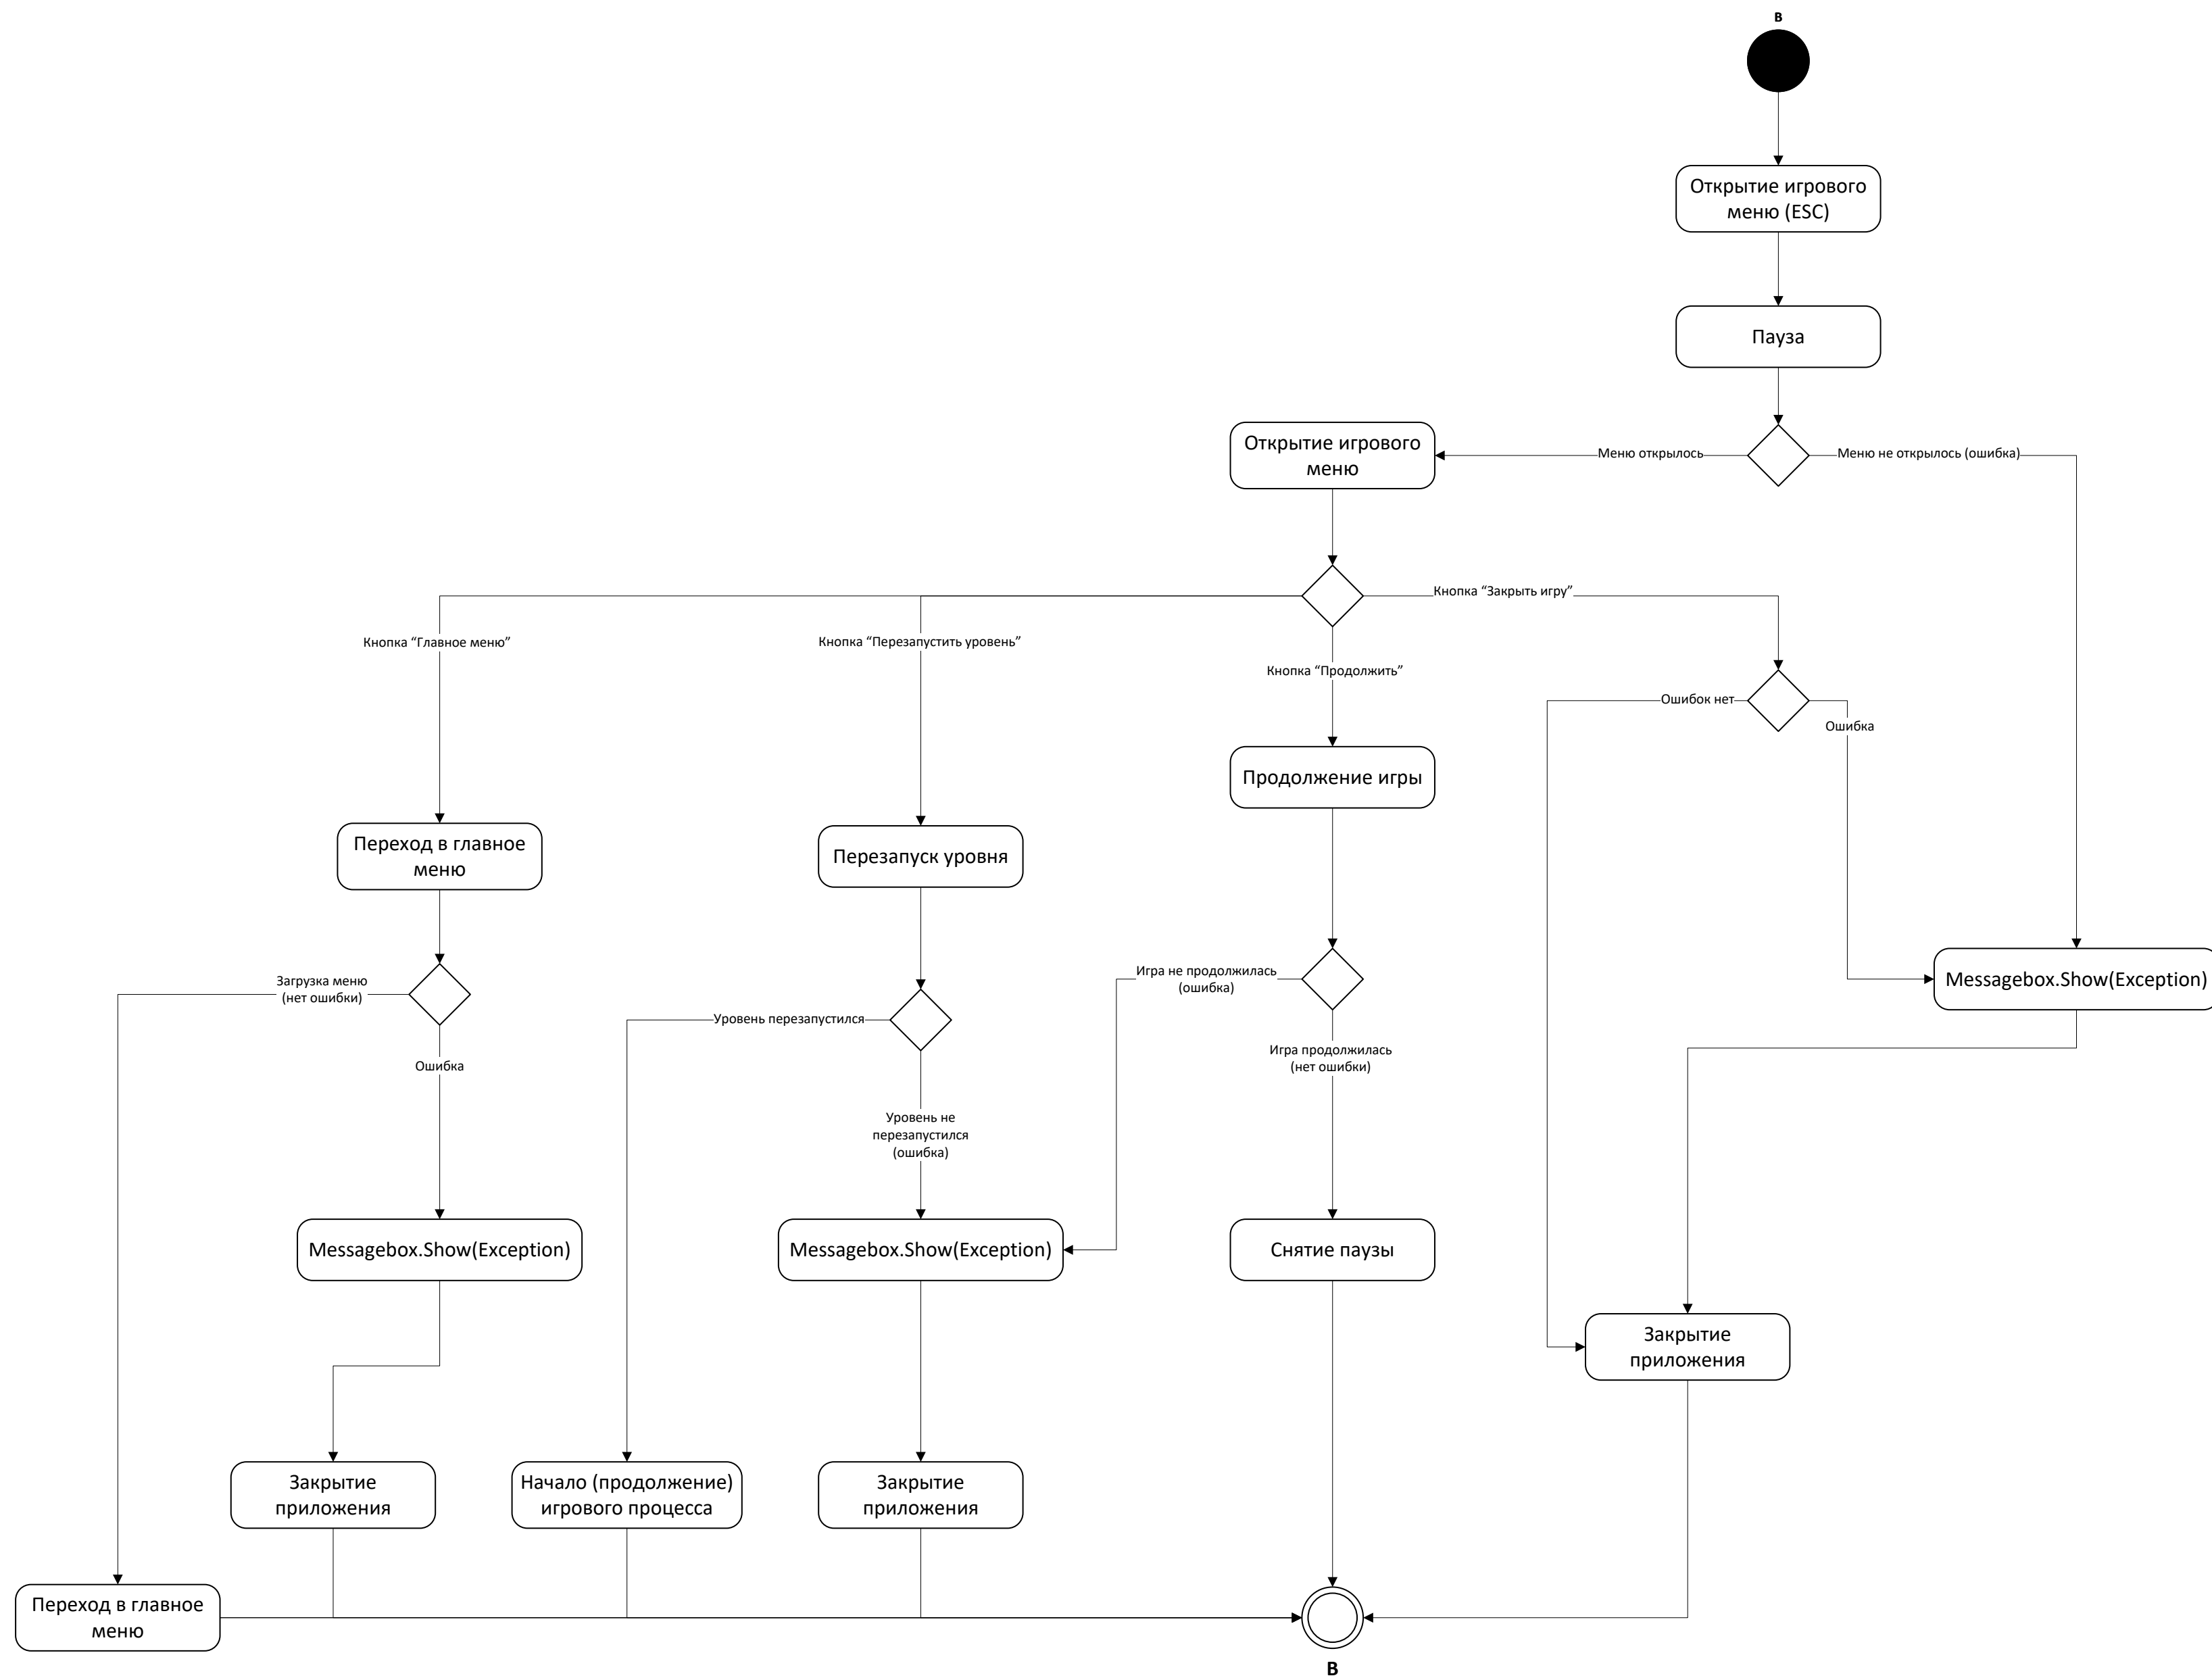 В
Открытие игрового
меню (ESC)
Пауза
Открытие игрового
меню
Меню открылось
Меню не открылось (ошибка)
Кнопка “Закрыть игру”
Кнопка “Главное меню”
Кнопка “Перезапустить уровень”
Кнопка “Продолжить”
Ошибок нет
Ошибка
Продолжение игры
Переход в главное
меню
Перезапуск уровня
Игра не продолжилась
(ошибка)
Messagebox.Show(Exception)
Загрузка меню
(нет ошибки)
Уровень перезапустился
Игра продолжилась
(нет ошибки)
Ошибка
Уровень не
перезапустился
(ошибка)
Messagebox.Show(Exception)
Messagebox.Show(Exception)
Снятие паузы
Закрытие
приложения
Закрытие
приложения
Начало (продолжение)
игрового процесса
Закрытие
приложения
Переход в главное
меню
В